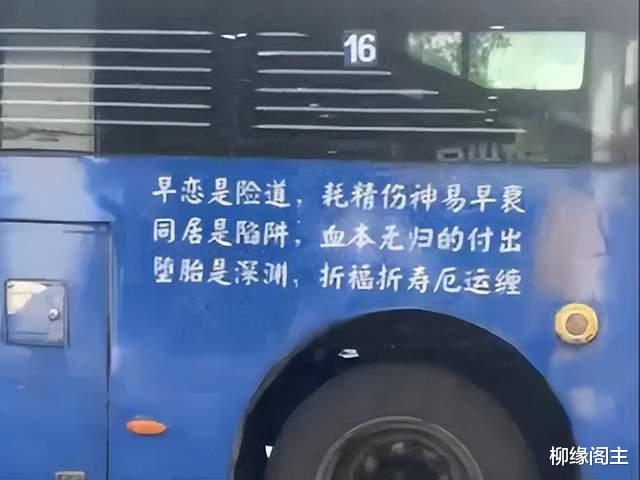 16
早恋是险道，耗精伤神易早衰
同居是陷阱，血本无归的付出
堕胎是深渊，折福折寿厄运缠
柳缘阁主